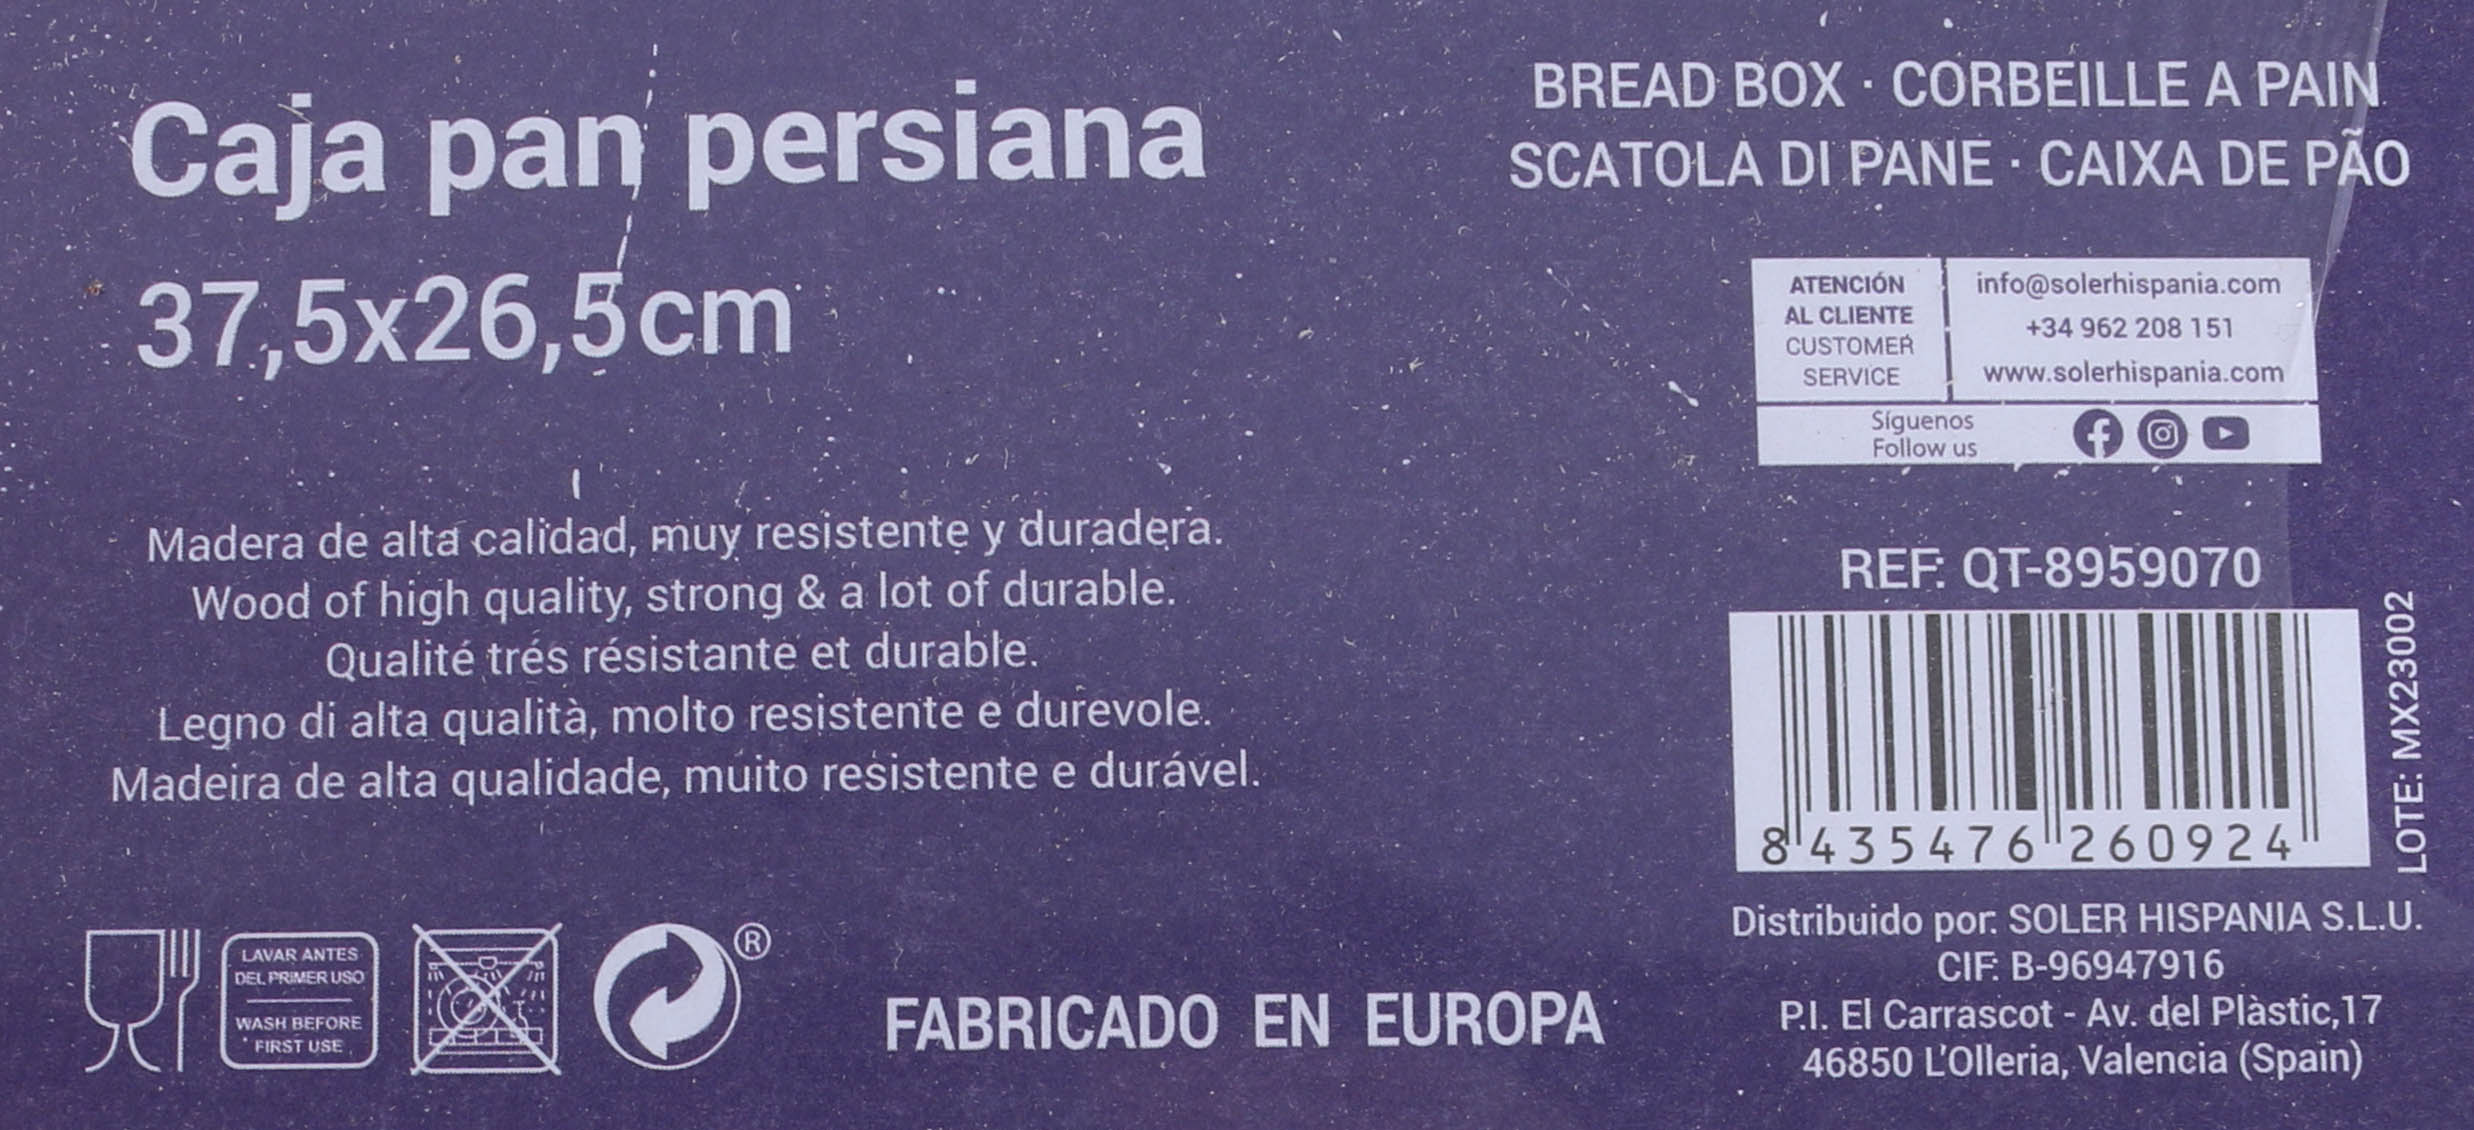 Caja pan persiana
37,5x26,5cm
BREAD BOX · CORBEILLE A PAIN
SCATOLA DI PANE · CAIXA DE PÃO
ATENCIÓN
AL CLIENTE
CUSTOMER
SERVICE
info@solerhispania.com
+34 962 208 151
www.solerhispania.com
Síguenos
Follow us
Madera de alta calidad, muy resistente y duradera.
Wood of high quality, strong & a lot of durable.
Qualité trés résistante et durable.
Legno di alta qualità, molto resistente e durevole.
Madeira de alta qualidade, muito resistente e durável.
REF: QT-8959070
8 435476 260924
LOTE: MX23002
LAVAR ANTES
DEL PRIMER USO
WASH BEFORE
FIRST USE
®
FABRICADO EN EUROPA
Distribuido por: SOLER HISPANIA S.L.U.
CIF: B-96947916
P.I. El Carrascot - Av. del Plàstic,17
46850 L'Olleria, Valencia (Spain)